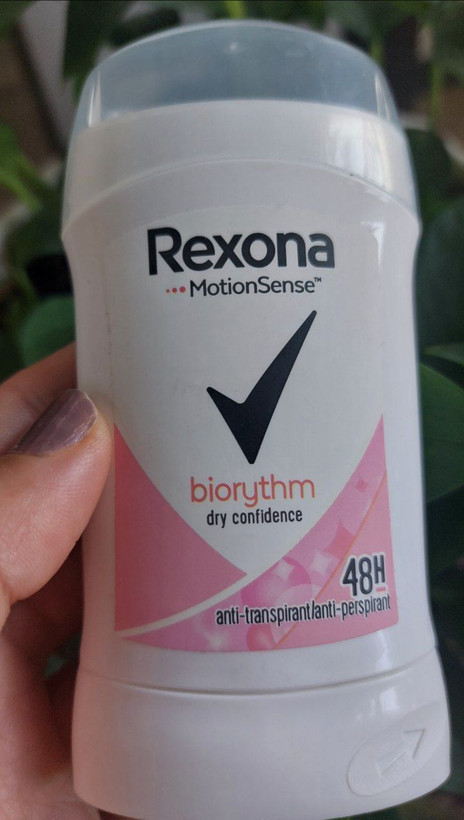 Rexona
MotionSense™
biorythm
dry confidence
48H
anti-transpirant/anti-perspirant